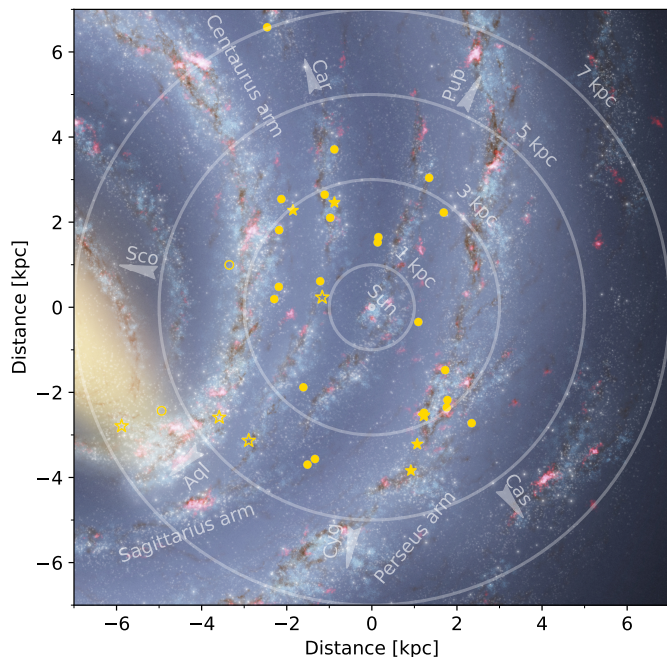 7 kpc
Centaurus arm
Car
Pup
5 kpc
3 kpc
1 kpc
Sco
Sun
Aql
Cas
Sagittarius arm
Cyg
Perseus arm
Distance [kpc]
6
4
2
0
−2
−4
−6
−6 −4 −2 0 2 4 6
Distance [kpc]